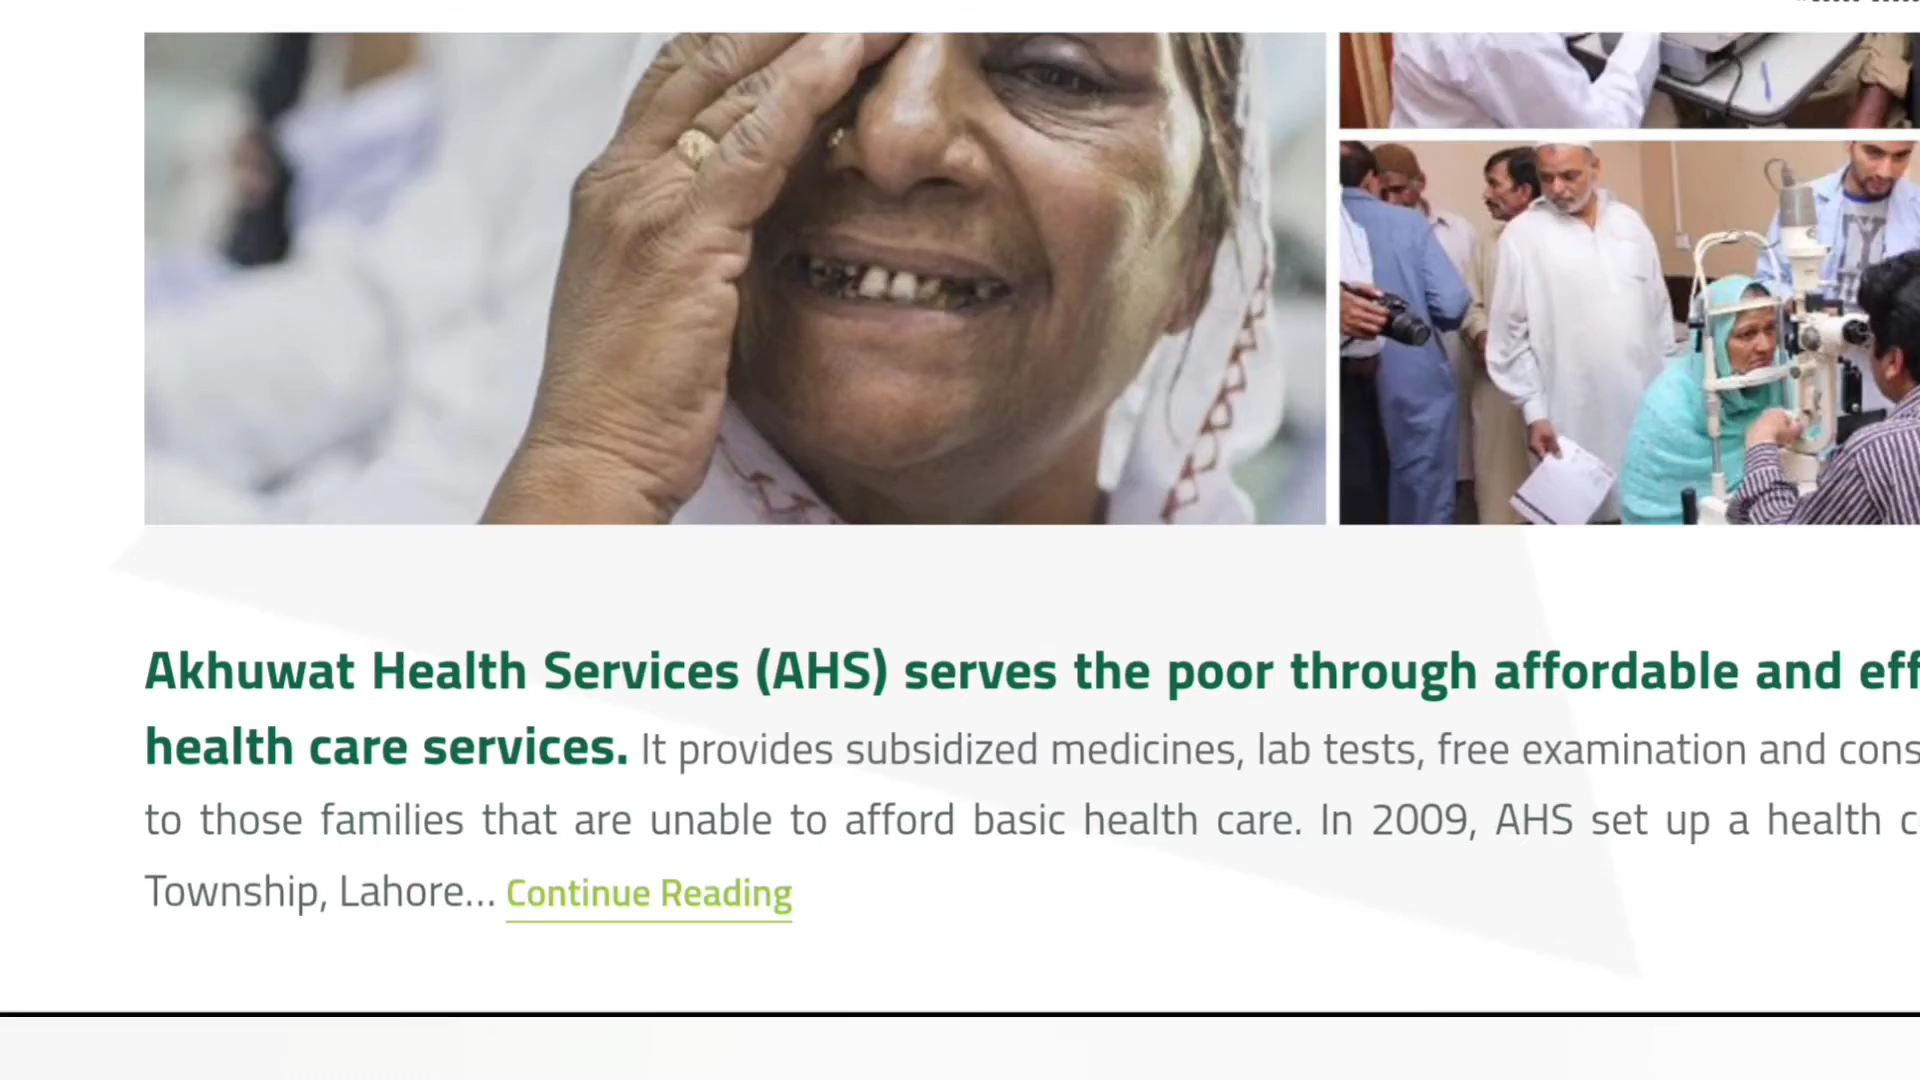 Akhuwat Health Services (AHS) serves the poor through affordable and
health care services. It provides subsidized medicines, lab tests, free examination and
to those families that are unable to afford basic health care. In 2009, AHS set up a health
Township, Lahore... Continue Reading